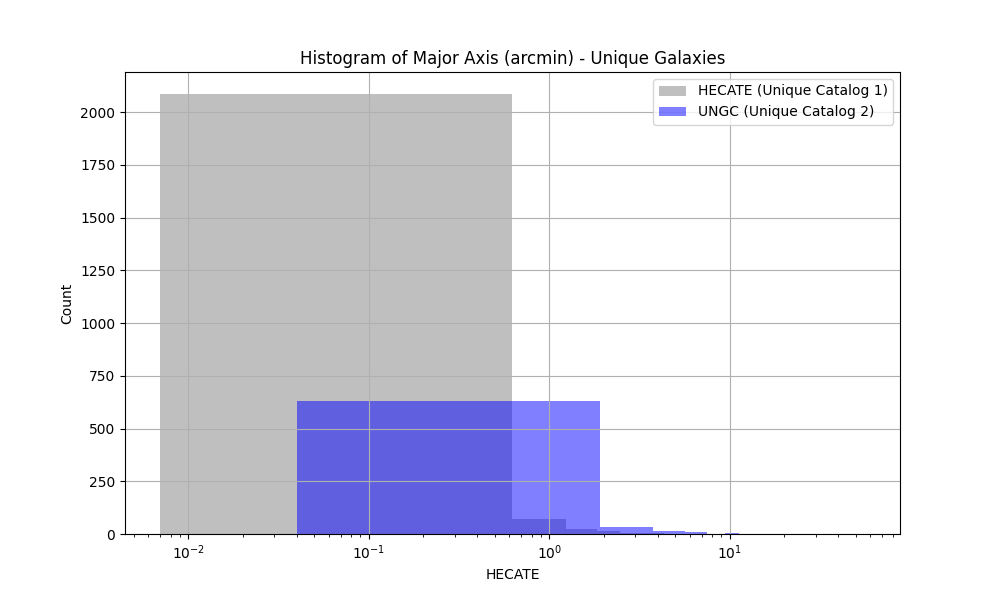 Histogram of Major Axis (arcmin) - Unique Galaxies
HECATE (Unique Catalog 1)
UNGC (Unique Catalog 2)
Count
2000
1750
1500
1250
1000
750
500
250
0
10⁻²
10⁻¹
10⁰
10¹
HECATE